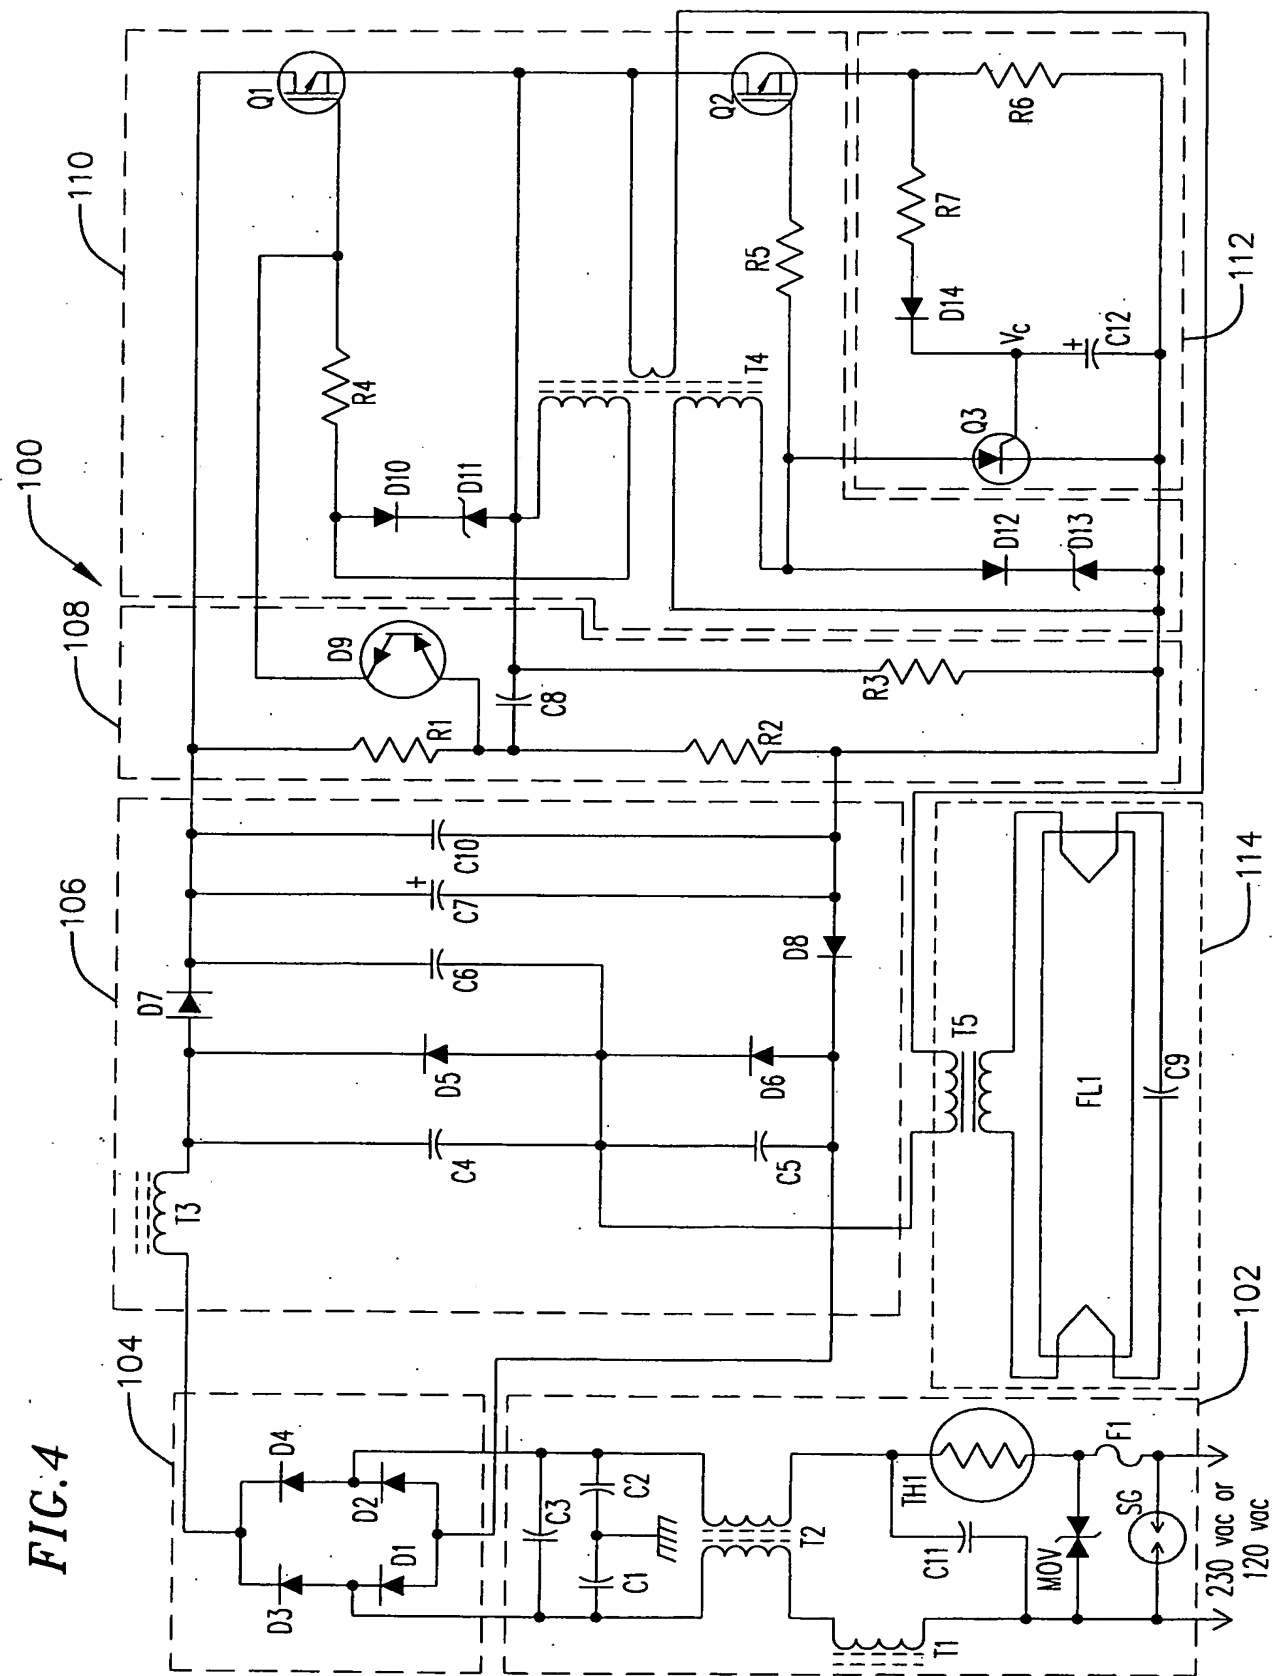 FIG.4
100
102
104
106
108
110
112
114
Q1
Q2
R6
R7
R5
D14
Vc
+
C12
R4
T4
Q3
D10
D11
D12
D13
D9
C8
R3
R1
R2
C10
+
C7
C6
D8
D7
D5
D6
T5
C4
C5
T3
FL1
C9
D4
D2
D3
D1
C3
C2
C1
T2
TH1
F1
C11
MOV
SG
T1
230 vac or
120 vac